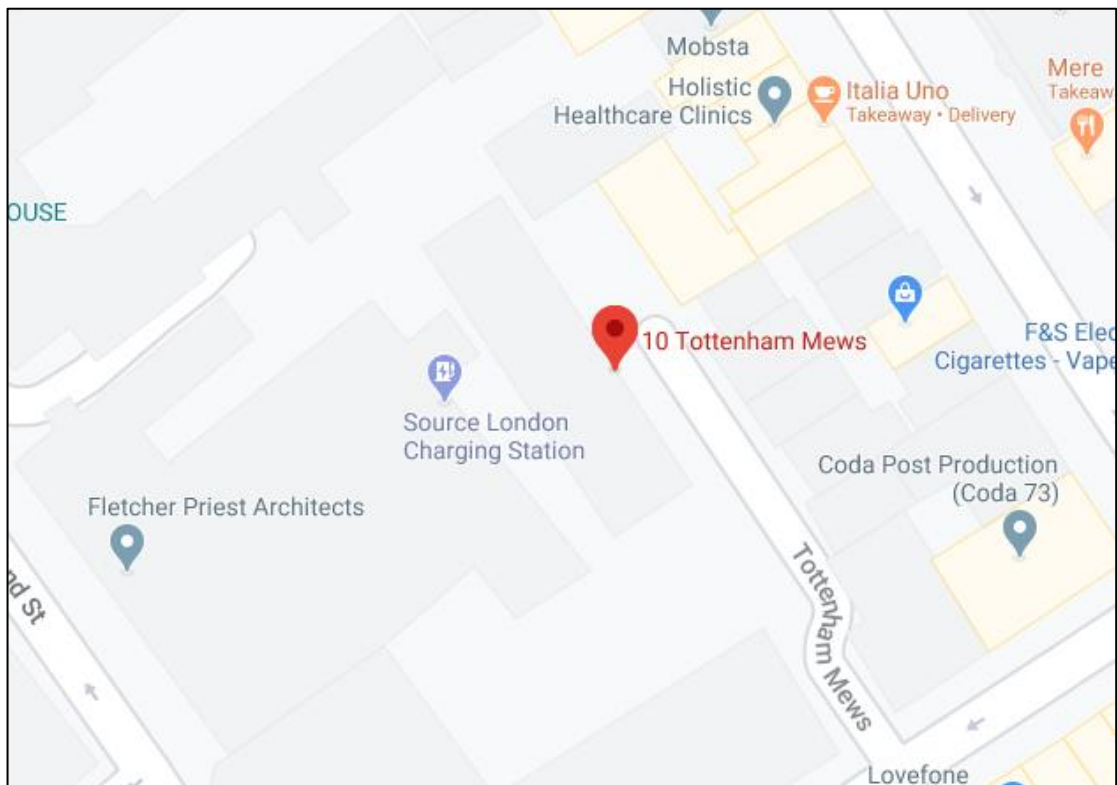 Mobsta
Holistic
Healthcare Clinics
Italia Uno
Takeaway • Delivery
Mere
Takeaw
OUSE
10 Tottenham Mews
F&S Elec
Cigarettes - Vape
Source London
Charging Station
Coda Post Production
(Coda 73)
Fletcher Priest Architects
Tottenham Mews
nd St
Lovefone